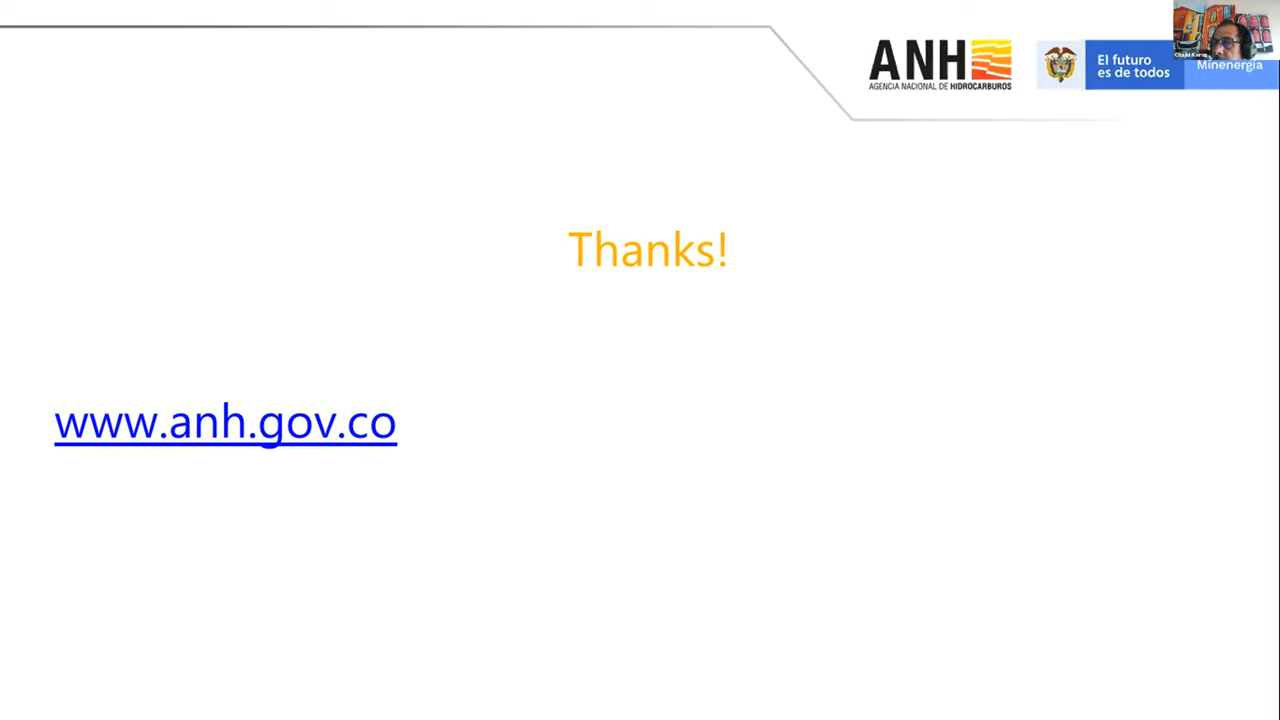 ANH
AGENCIA NACIONAL DE HIDROCARBUROS
El futuro
es de todos
Minenergía
Thanks!
www.anh.gov.co